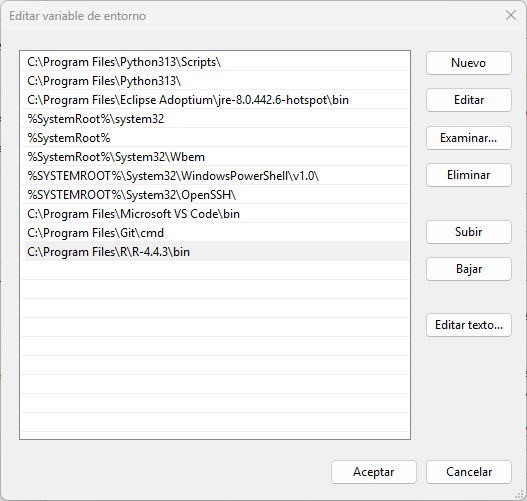 Editar variable de entorno
C:\Program Files\Python313\Scripts\
C:\Program Files\Python313\
C:\Program Files\Eclipse Adoptium\jre-8.0.442.6-hotspot\bin
%SystemRoot%\system32
%SystemRoot%
%SystemRoot%\System32\Wbem
%SYSTEMROOT%\System32\WindowsPowerShell\v1.0\
%SYSTEMROOT%\System32\OpenSSH\
C:\Program Files\Microsoft VS Code\bin
C:\Program Files\Git\cmd
C:\Program Files\R\R-4.4.3\bin
Nuevo
Editar
Examinar...
Eliminar
Subir
Bajar
Editar texto...
Aceptar
Cancelar